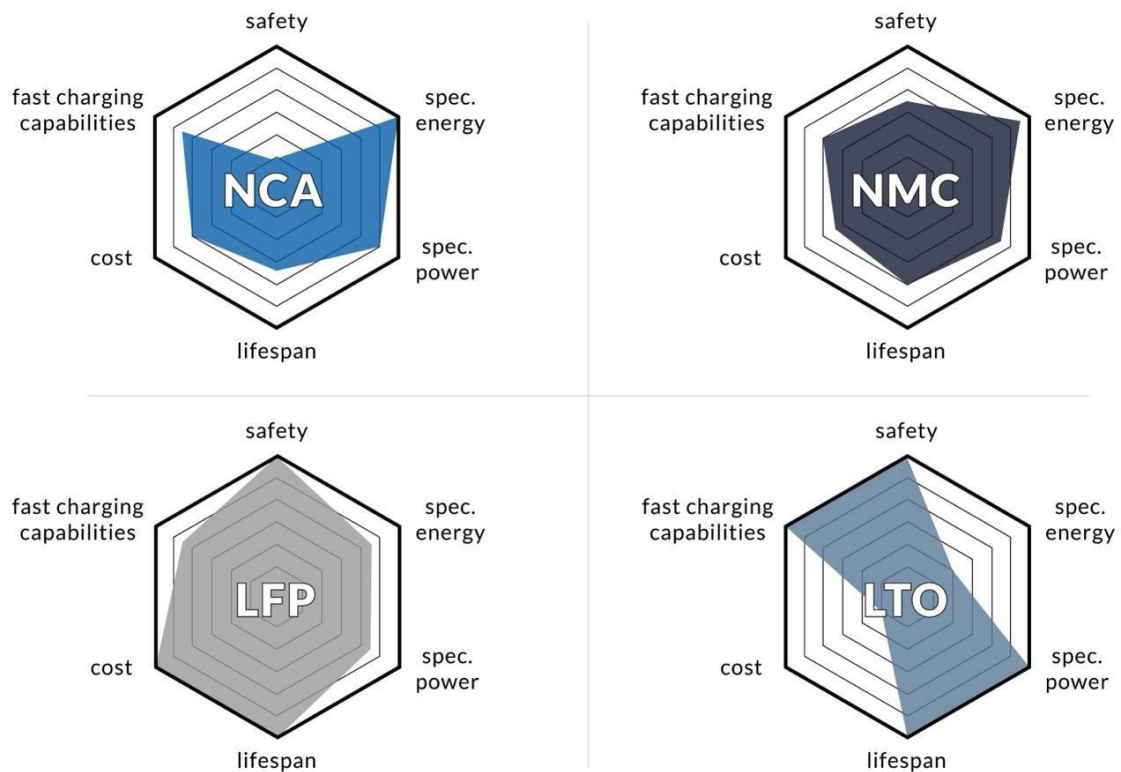 safety
fast charging
capabilities
spec.
energy
NCA
cost
spec.
power
lifespan
safety
fast charging
capabilities
spec.
energy
NMC
cost
spec.
power
lifespan
safety
fast charging
capabilities
spec.
energy
LFP
cost
spec.
power
lifespan
safety
fast charging
capabilities
spec.
energy
LTO
cost
spec.
power
lifespan